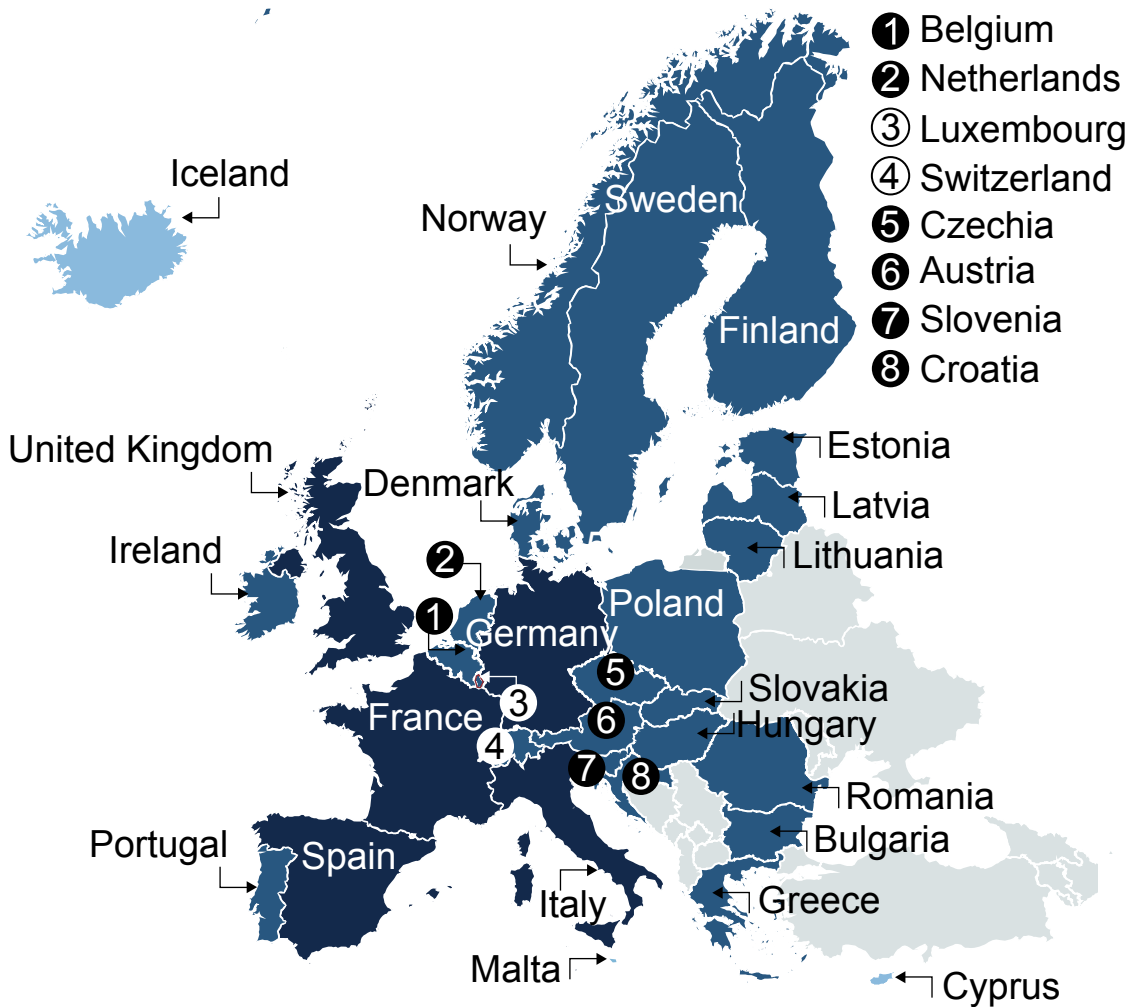 1 Belgium
2 Netherlands
3 Luxembourg
4 Switzerland
5 Czechia
6 Austria
7 Slovenia
8 Croatia
Iceland
Norway
Sweden
Finland
United Kingdom
Denmark
Estonia
Latvia
Ireland
Lithuania
2
1
Germany
Poland
5
Slovakia
3
France
6
Hungary
4
7
8
Romania
Portugal
Spain
Bulgaria
Italy
Greece
Malta
Cyprus